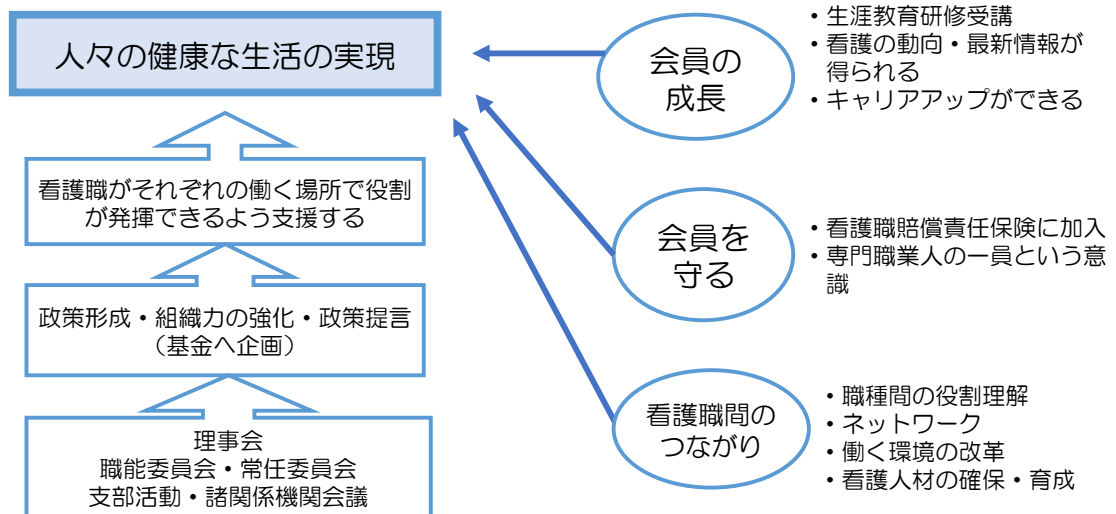 人々の健康な生活の実現
看護職がそれぞれの働く場所で役割
が発揮できるよう支援する
政策形成・組織力の強化・政策提言
(基金へ企画)
理事会
職能委員会・常任委員会
支部活動・諸関係機関会議
会員の
成長
・生涯教育研修受講
・看護の動向・最新情報が
得られる
・キャリアアップができる
会員を
守る
・看護職賠償責任保険に加入
・専門職業人の一員という意
識
看護職間の
つながり
・職種間の役割理解
・ネットワーク
・働く環境の改革
・看護人材の確保・育成